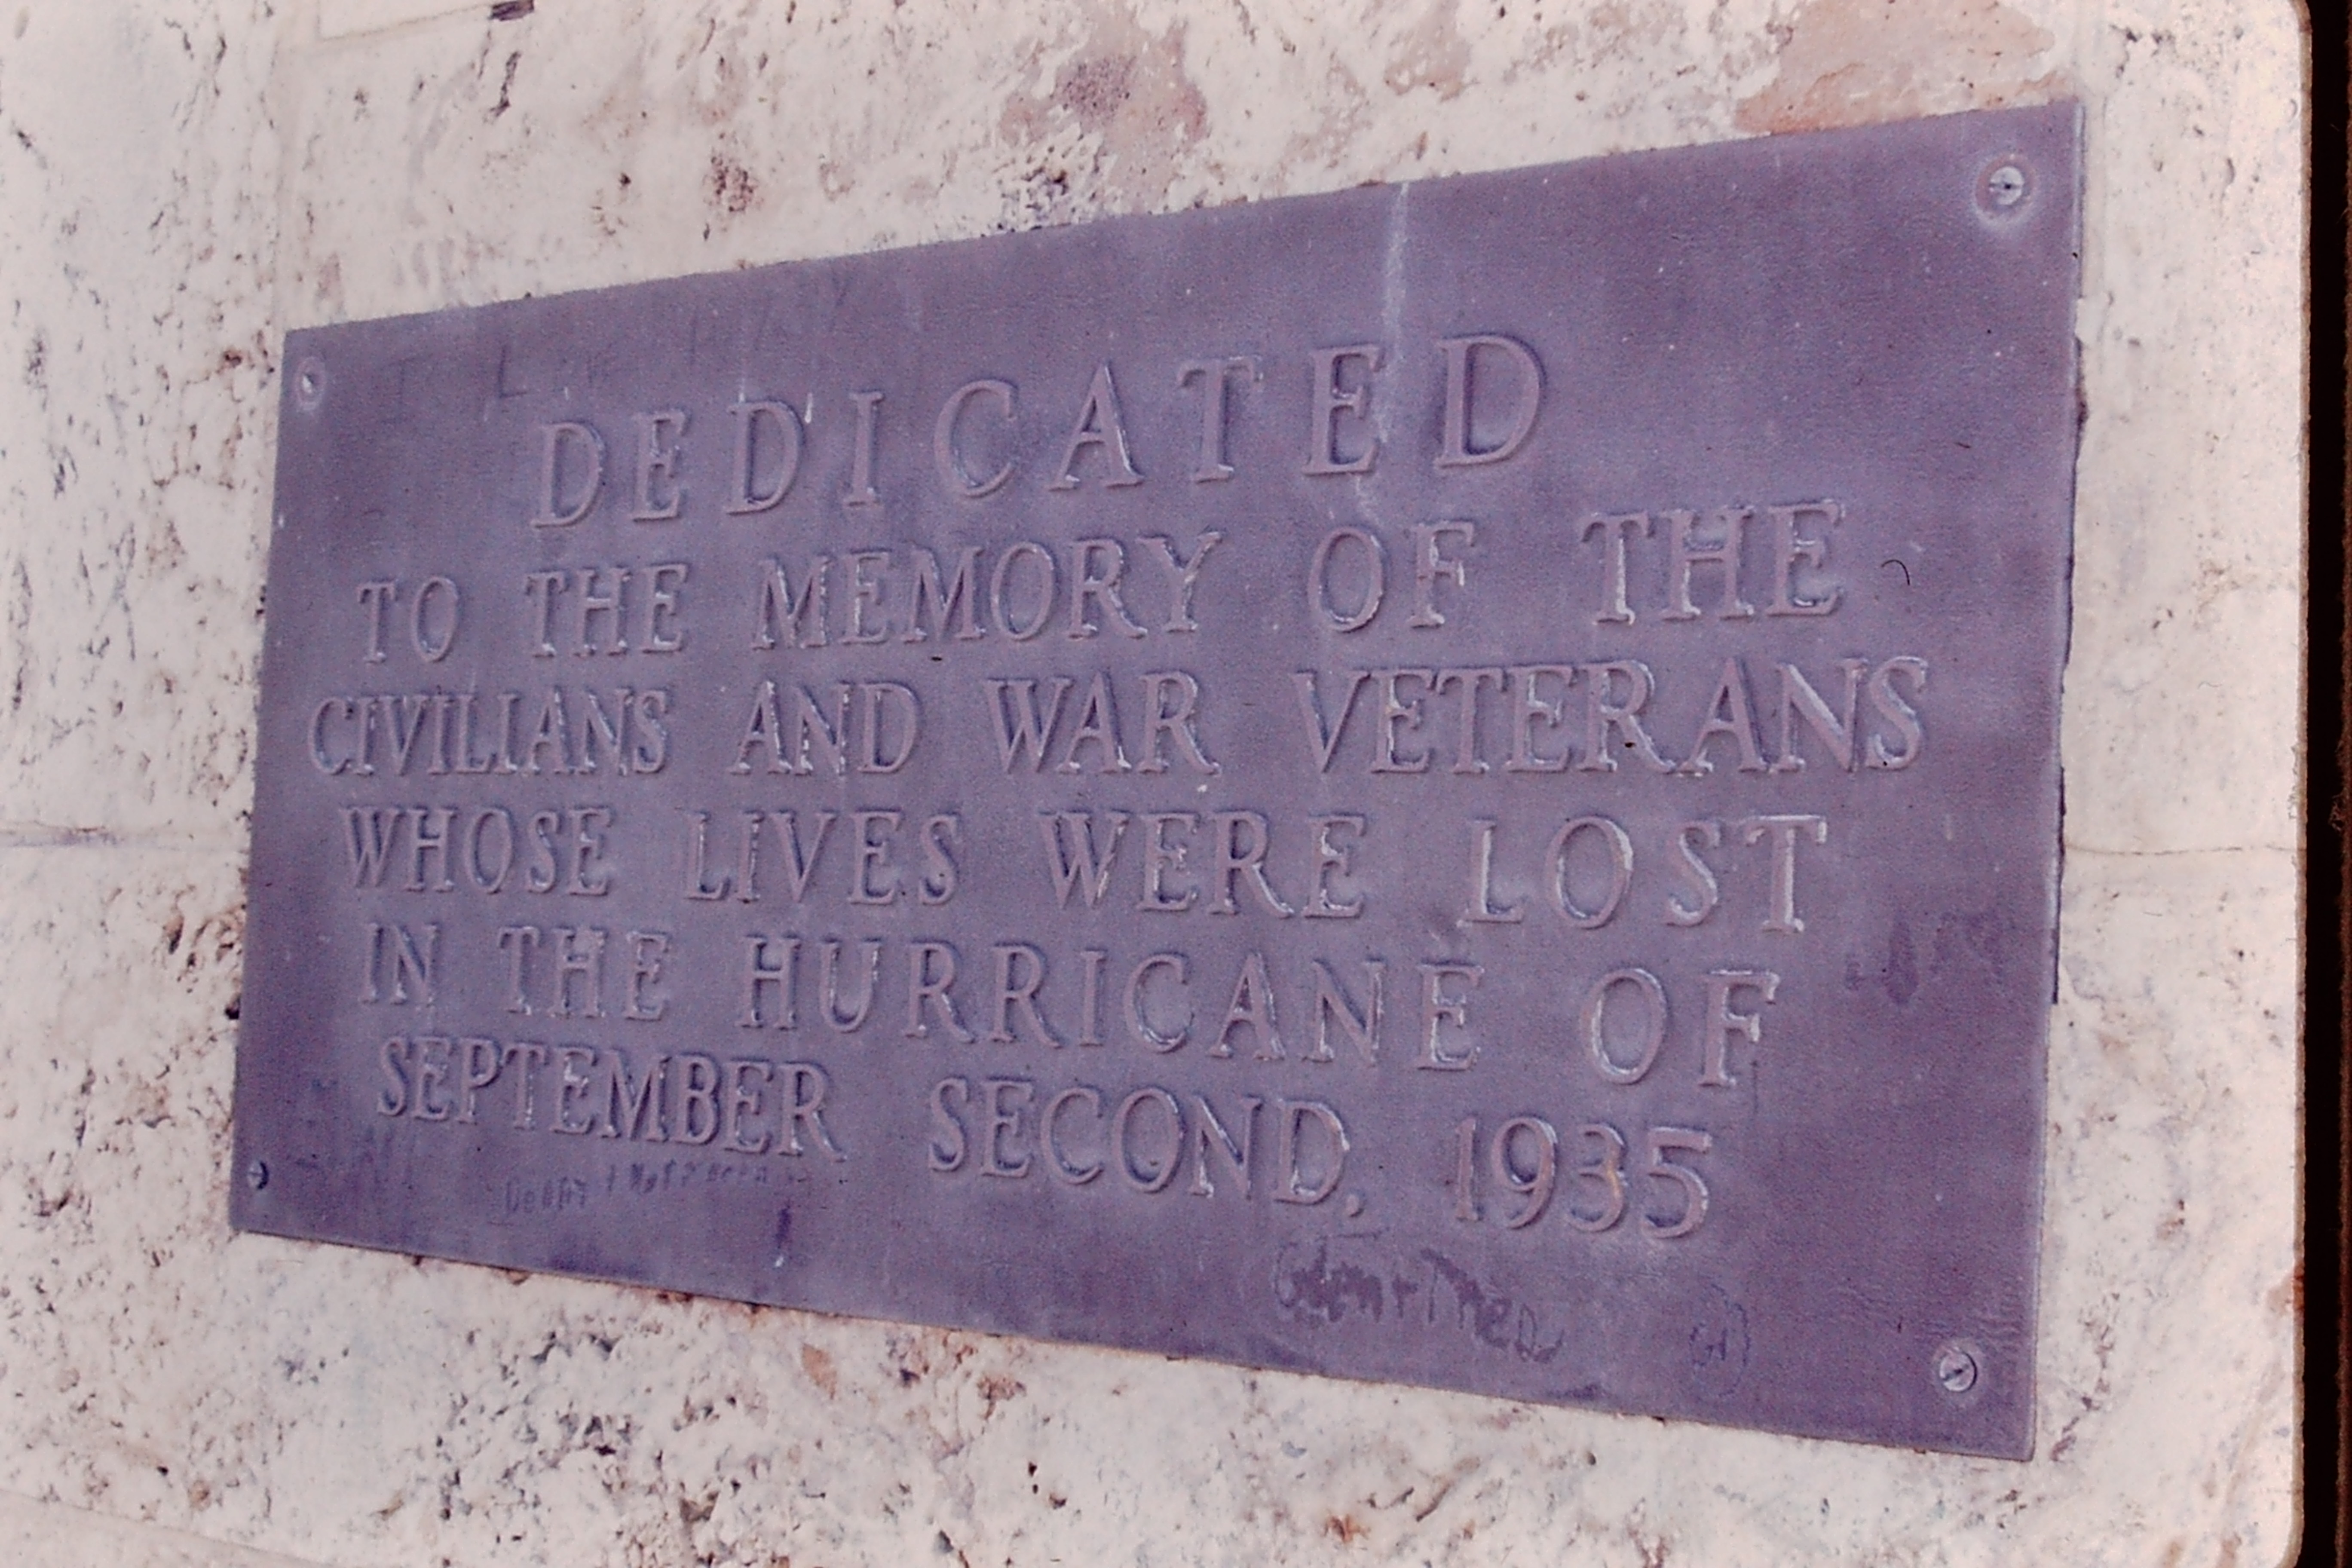 DEDICATED
TO THE MEMORY OF THE
CIVILIANS AND WAR VETERANS
WHOSE LIVES WERE LOST
IN THE HURRICANE OF
SEPTEMBER SECOND, 1935